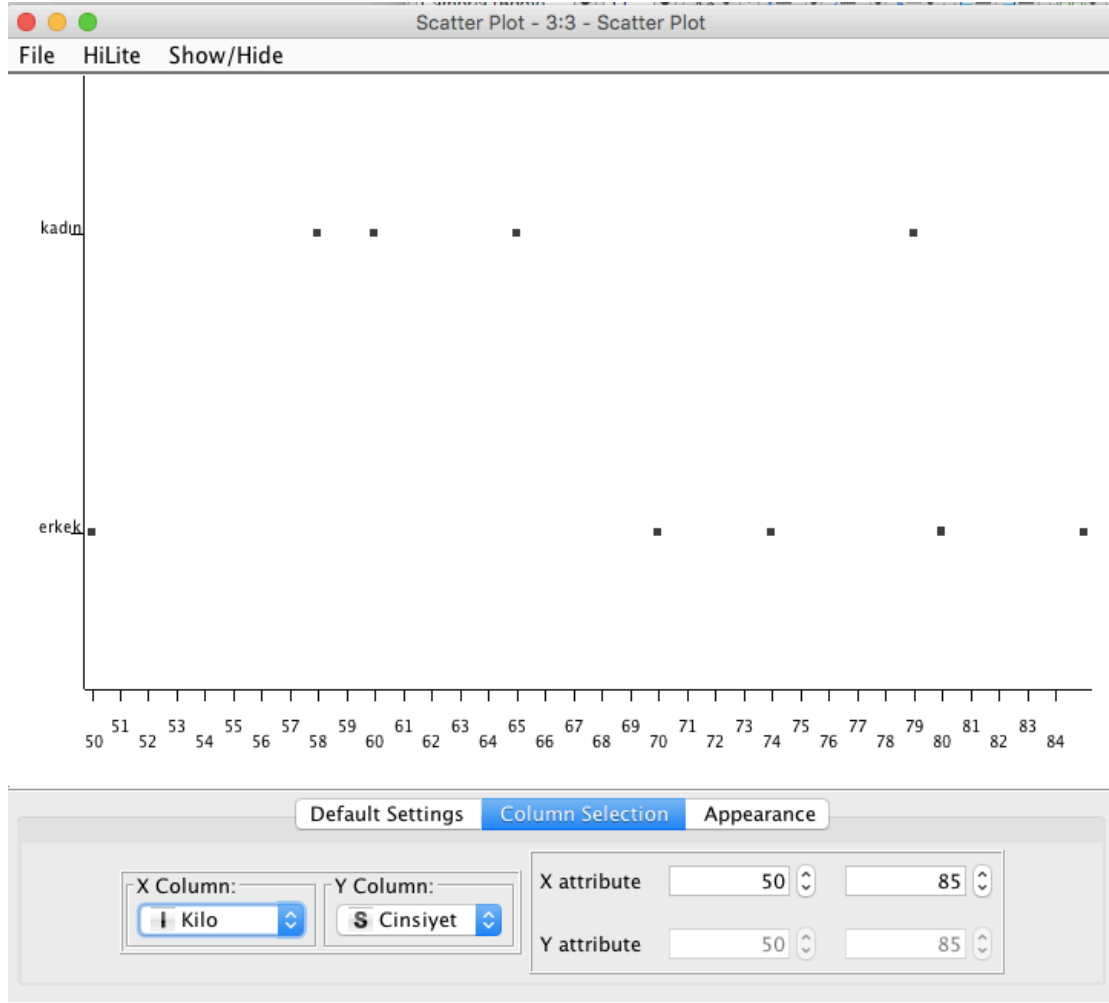 Scatter Plot - 3:3 - Scatter Plot
File HiLite Show/Hide
kadın
erkek
51 53 55 57 59 61 63 65 67 69 71 73 75 77 79 81 83
50 52 54 56 58 60 62 64 66 68 70 72 74 76 78 80 82 84
Default Settings Column Selection Appearance
X Column: Y Column: X attribute 50 85
I Kilo S Cinsiyet
Y attribute 50 85